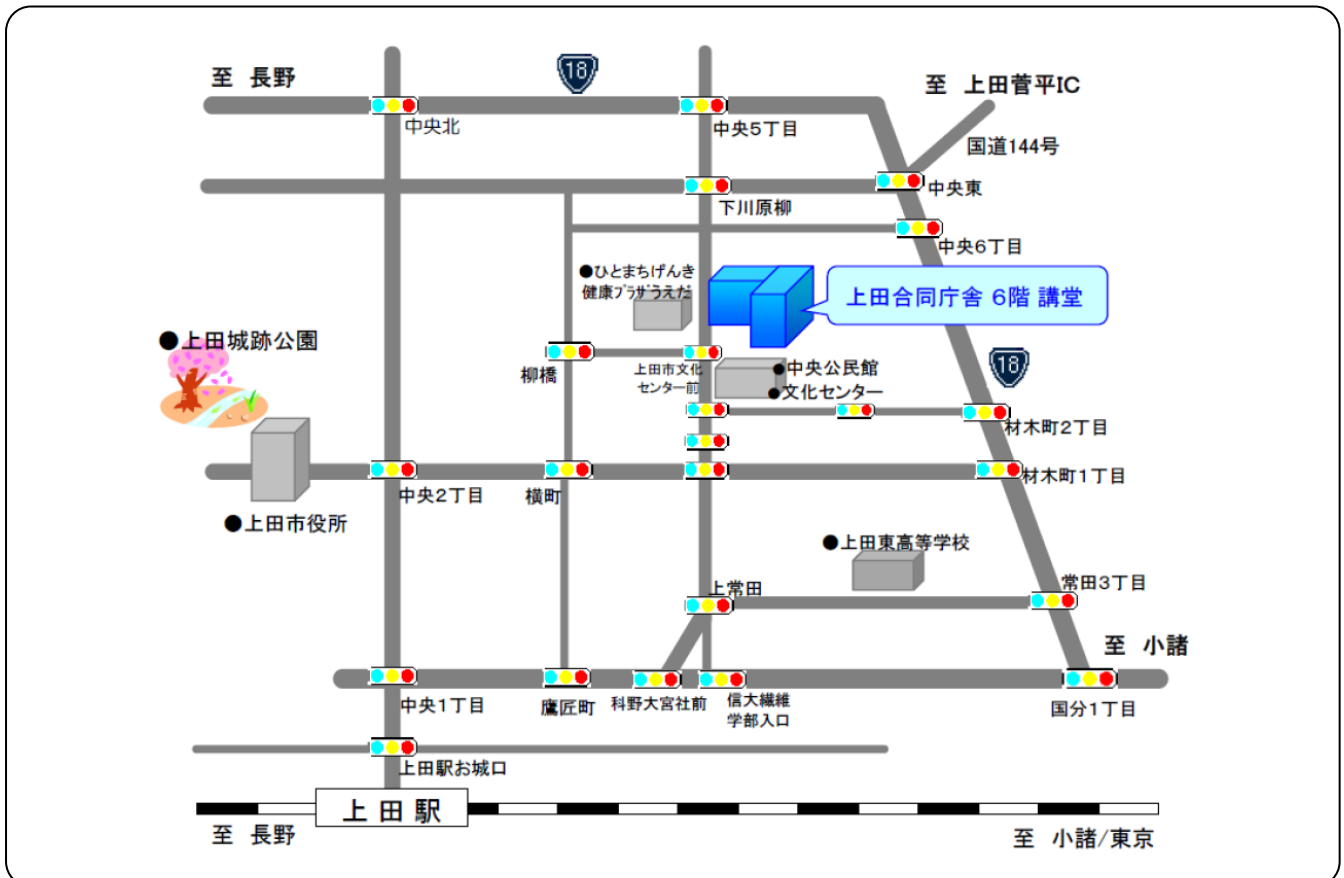 至 長野
18
至 上田菅平IC
中央北
中央5丁目
国道144号
中央東
下川原柳
中央6丁目
●ひとまちげんき
健康プラザうえだ
上田合同庁舎 6階 講堂
●上田城跡公園
柳橋
上田市文化
センター前
●中央公民館
●文化センター
18
材木町2丁目
中央2丁目
横町
材木町1丁目
●上田市役所
●上田東高等学校
上常田
常田3丁目
至 小諸
中央1丁目
鷹匠町
科野大宮社前
信大繊維
学部入口
国分1丁目
上田駅お城口
上田駅
至 長野
至 小諸/東京